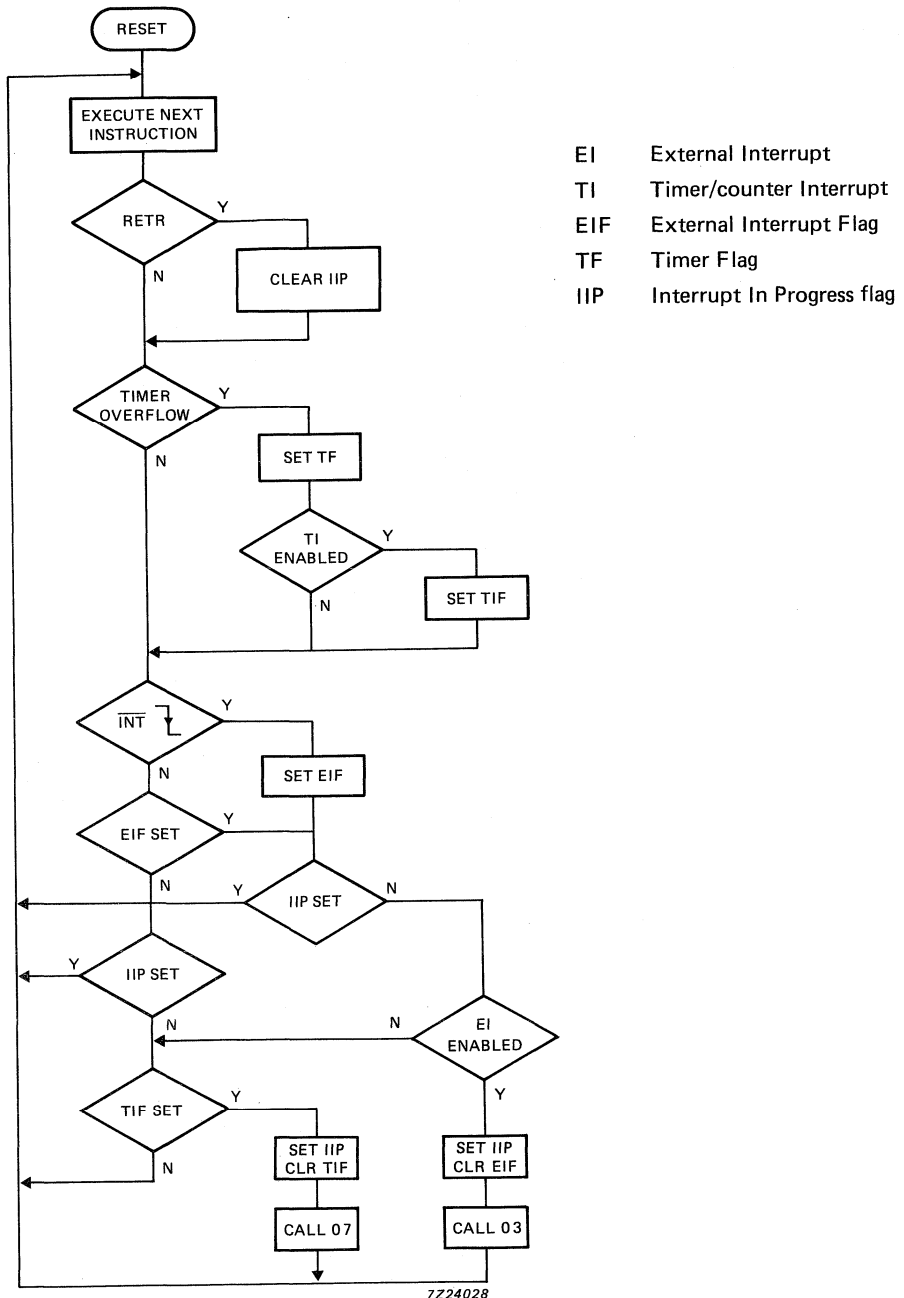 RESET
EXECUTE NEXT
INSTRUCTION
RETR
Y
N
CLEAR IIP
TIMER
OVERFLOW
Y
N
SET TF
TI
ENABLED
Y
N
SET TIF
INT
Y
N
SET EIF
EIF SET
Y
N
IIP SET
Y
N
IIP SET
Y
N
EI
ENABLED
N
Y
TIF SET
Y
N
SET IIP
CLR TIF
CALL 07
SET IIP
CLR EIF
CALL 03
7Z24028
EI External Interrupt
TI Timer/counter Interrupt
EIF External Interrupt Flag
TF Timer Flag
IIP Interrupt In Progress flag